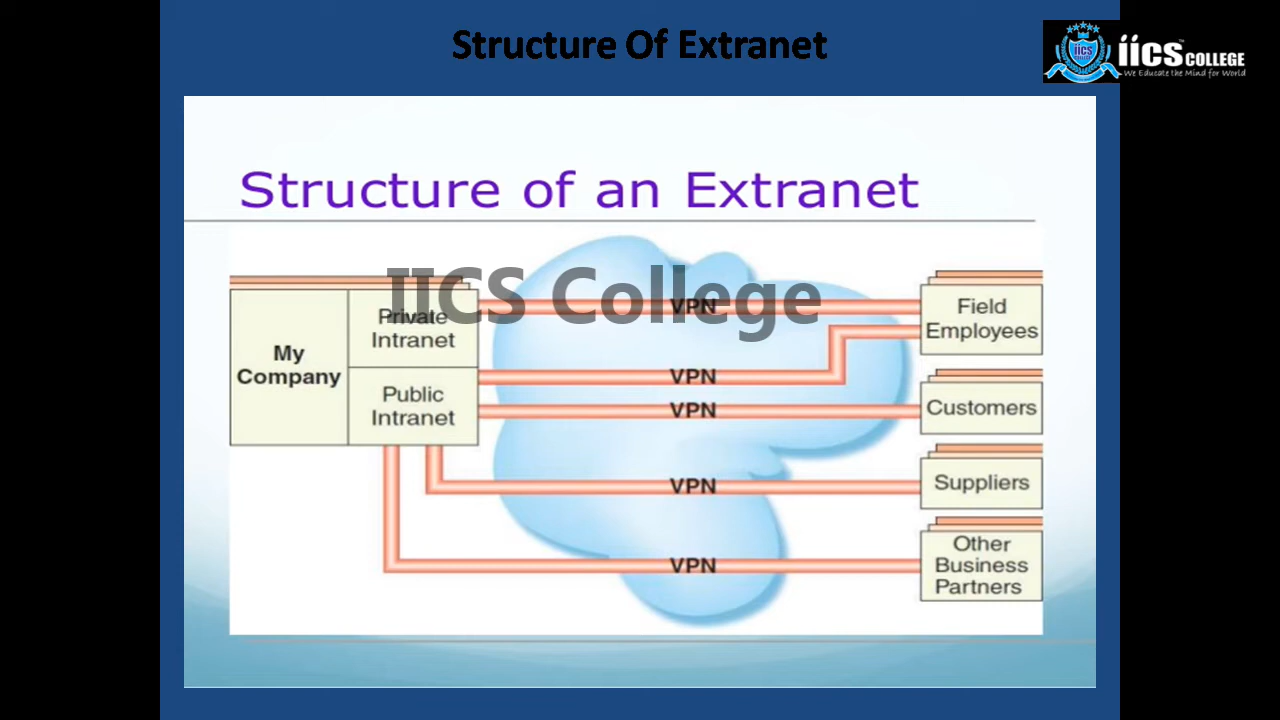 Structure Of Extranet
iics
iics COLLEGE
We Educate the Mind for World
Structure of an Extranet
IICS College
My
Company
Private
Intranet
Public
Intranet
VPN
VPN
VPN
VPN
VPN
Field
Employees
Customers
Suppliers
Other
Business
Partners